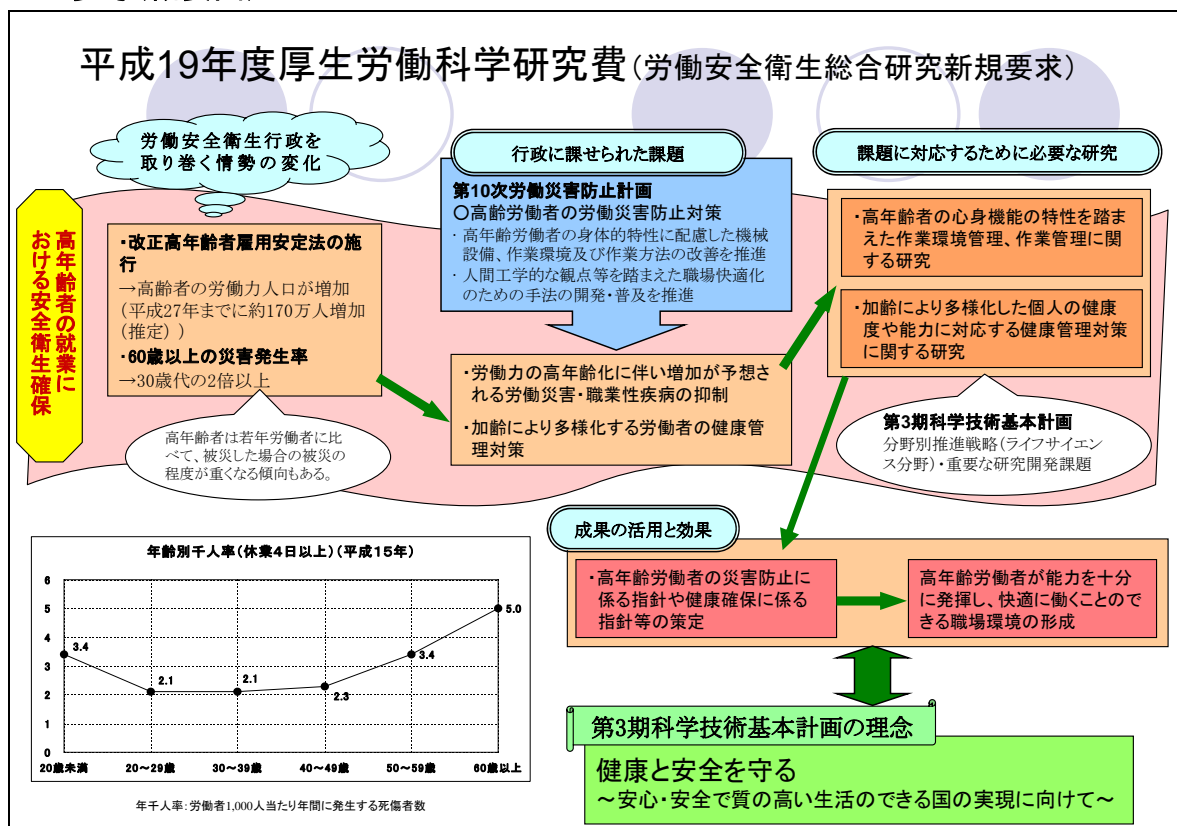 平成19年度厚生労働科学研究費(労働安全衛生総合研究新規要求)
労働安全衛生行政を
取り巻く情勢の変化
行政に課せられた課題
課題に対応するために必要な研究
高年齢者の就業に
おける安全衛生確保
・改正高年齢者雇用安定法の施
行
→高齢者の労働力人口が増加
(平成27年までに約170万人増加
(推定))
・60歳以上の災害発生率
→30歳代の2倍以上
高年齢者は若年労働者に比
べて、被災した場合の被災の
程度が重くなる傾向もある。
第10次労働災害防止計画
○高齢労働者の労働災害防止対策
・高年齢労働者の身体的特性に配慮した機械
設備、作業環境及び作業方法の改善を推進
・人間工学的な観点等を踏まえた職場快適化
のための手法の開発・普及を推進
・労働力の高年齢化に伴い増加が予想さ
れる労働災害・職業性疾病の抑制
・加齢により多様化する労働者の健康管
理対策
・高年齢者の心身機能の特性を踏ま
えた作業環境管理、作業管理に関
する研究
・加齢により多様化した個人の健康
度や能力に対応する健康管理対策
に関する研究
第3期科学技術基本計画
分野別推進戦略(ライフサイエン
ス分野)・重要な研究開発課題
成果の活用と効果
・高年齢労働者の災害防止に
係る指針や健康確保に係る
指針等の策定
高年齢労働者が能力を十分
に発揮し、快適に働くことので
きる職場環境の形成
第3期科学技術基本計画の理念
健康と安全を守る
~安心・安全で質の高い生活のできる国の実現に向けて~
年齢別千人率(休業4日以上)(平成15年)
6
5
4
3
2
1
0
3.4
2.1
2.1
2.3
3.4
5.0
20歳未満
20~29歳
30~39歳
40~49歳
50~59歳
60歳以上
年千人率:労働者1,000人当たり年間に発生する死傷者数